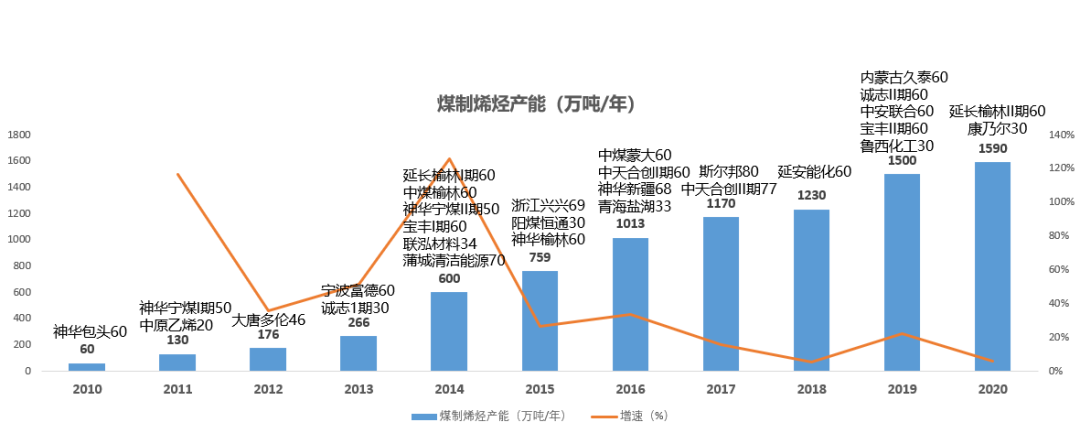 煤制烯烃产能（万吨/年）
1800
1600
1400
1200
1000
800
600
400
200
0
140%
120%
100%
80%
60%
40%
20%
0%
神华包头60
60
神华宁煤I期50
中原乙烯20
130
大唐多伦46
176
宁波富德60
诚志1期30
266
延长榆林I期60
中煤榆林60
神华宁煤II期50
宝丰I期60
联泓材料34
蒲城清洁能源70
600
浙江兴兴69
阳煤恒通30
神华榆林60
759
中煤蒙大60
中天合创I期60
神华新疆68
青海盐湖33
1013
斯尔邦80
中天合创II期77
1170
延安能化60
1230
内蒙古久泰60
诚志II期60
中安联合60
宝丰II期60
鲁西化工30
1500
延长榆林II期60
康乃尔30
1590
2010
2011
2012
2013
2014
2015
2016
2017
2018
2019
2020
煤制烯烃产能（万吨/年）
增速（%）